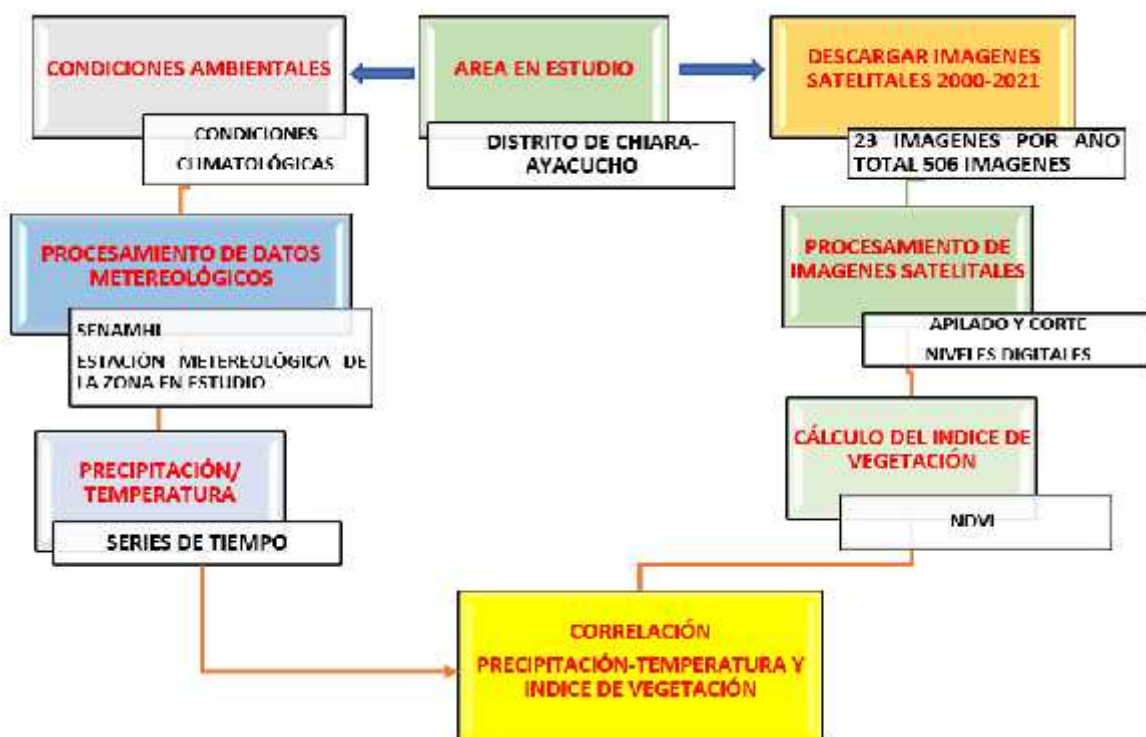 CONDICIONES AMBIENTALES
CONDICIONES
CLIMATOLÓGICAS
AREA EN ESTUDIO
DISTRITO DE CHIARA-
AYACUCHO
DESCARGAR IMAGENES
SATELITALES 2000-2021
23 IMAGENES POR AÑO
TOTAL 506 IMAGENES
PROCESAMIENTO DE DATOS
METEREOLÓGICOS
SENAMHI
ESTACIÓN METEREOLÓGICA DE
LA ZONA EN ESTUDIO
PROCESAMIENTO DE
IMAGENES SATELITALES
APILADO Y CORTE
NIVELES DIGITALES
PRECIPITACIÓN/
TEMPERATURA
SERIES DE TIEMPO
CÁLCULO DEL INDICE DE
VEGETACIÓN
NDVI
CORRELACIÓN
PRECIPITACIÓN-TEMPERATURA Y
INDICE DE VEGETACIÓN